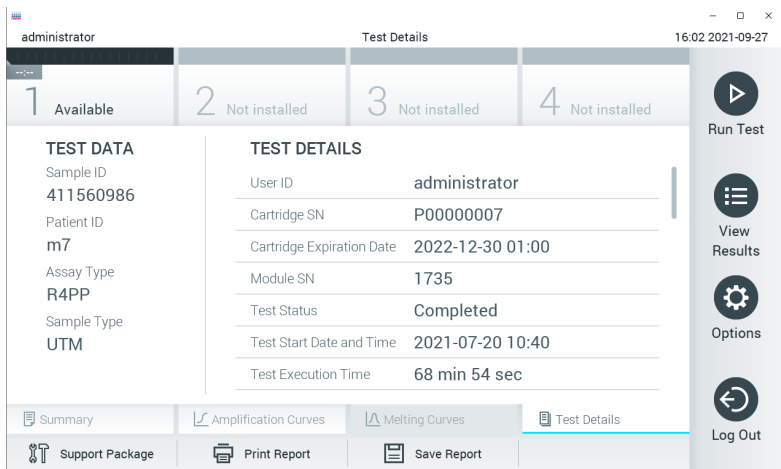 administrator
Test Details
16:02 2021-09-27
--:--
1 Available
2 Not installed
3 Not installed
4 Not installed
Run Test
View
Results
Options
Log Out
TEST DATA
Sample ID
411560986
Patient ID
m7
Assay Type
R4PP
Sample Type
UTM
TEST DETAILS
User ID administrator
Cartridge SN P00000007
Cartridge Expiration Date 2022-12-30 01:00
Module SN 1735
Test Status Completed
Test Start Date and Time 2021-07-20 10:40
Test Execution Time 68 min 54 sec
Summary
Amplification Curves
Melting Curves
Test Details
Support Package
Print Report
Save Report